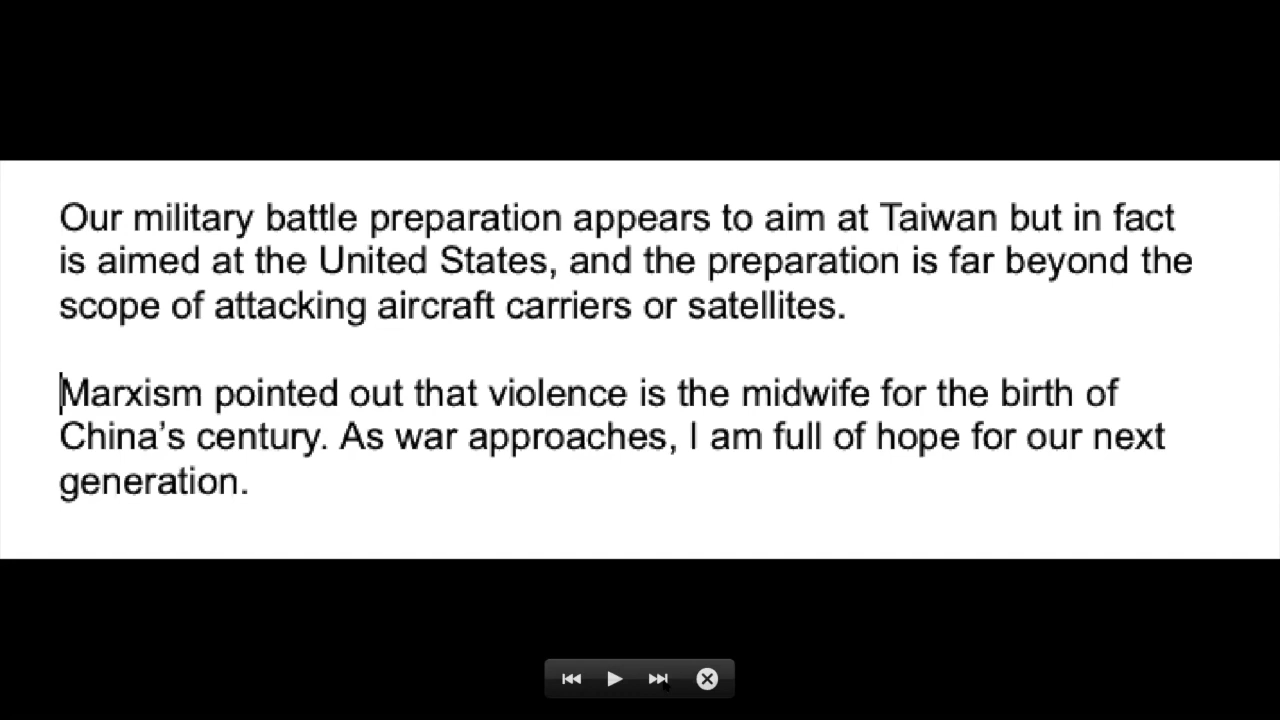 Our military battle preparation appears to aim at Taiwan but in fact
is aimed at the United States, and the preparation is far beyond the
scope of attacking aircraft carriers or satellites.
Marxism pointed out that violence is the midwife for the birth of
China’s century. As war approaches, I am full of hope for our next
generation.